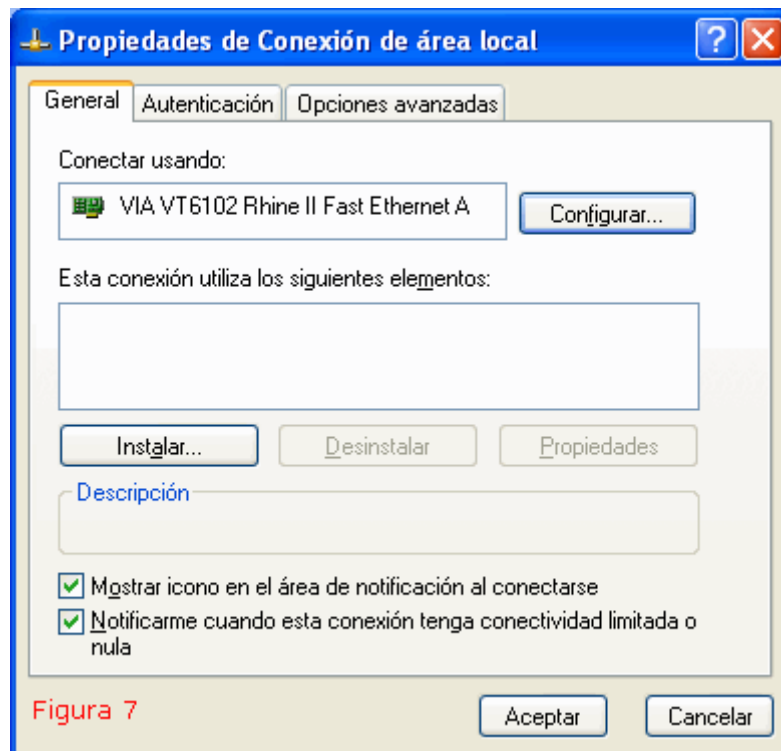 Propiedades de Conexión de área local
General Autenticación Opciones avanzadas
Conectar usando:
VIA VT6102 Rhine II Fast Ethernet A
Configurar...
Esta conexión utiliza los siguientes elementos:
Instalar... Desinstalar Propiedades
Descripción
Mostrar icono en el área de notificación al conectarse
Notificarme cuando esta conexión tenga conectividad limitada o
nula
Figura 7
Aceptar Cancelar